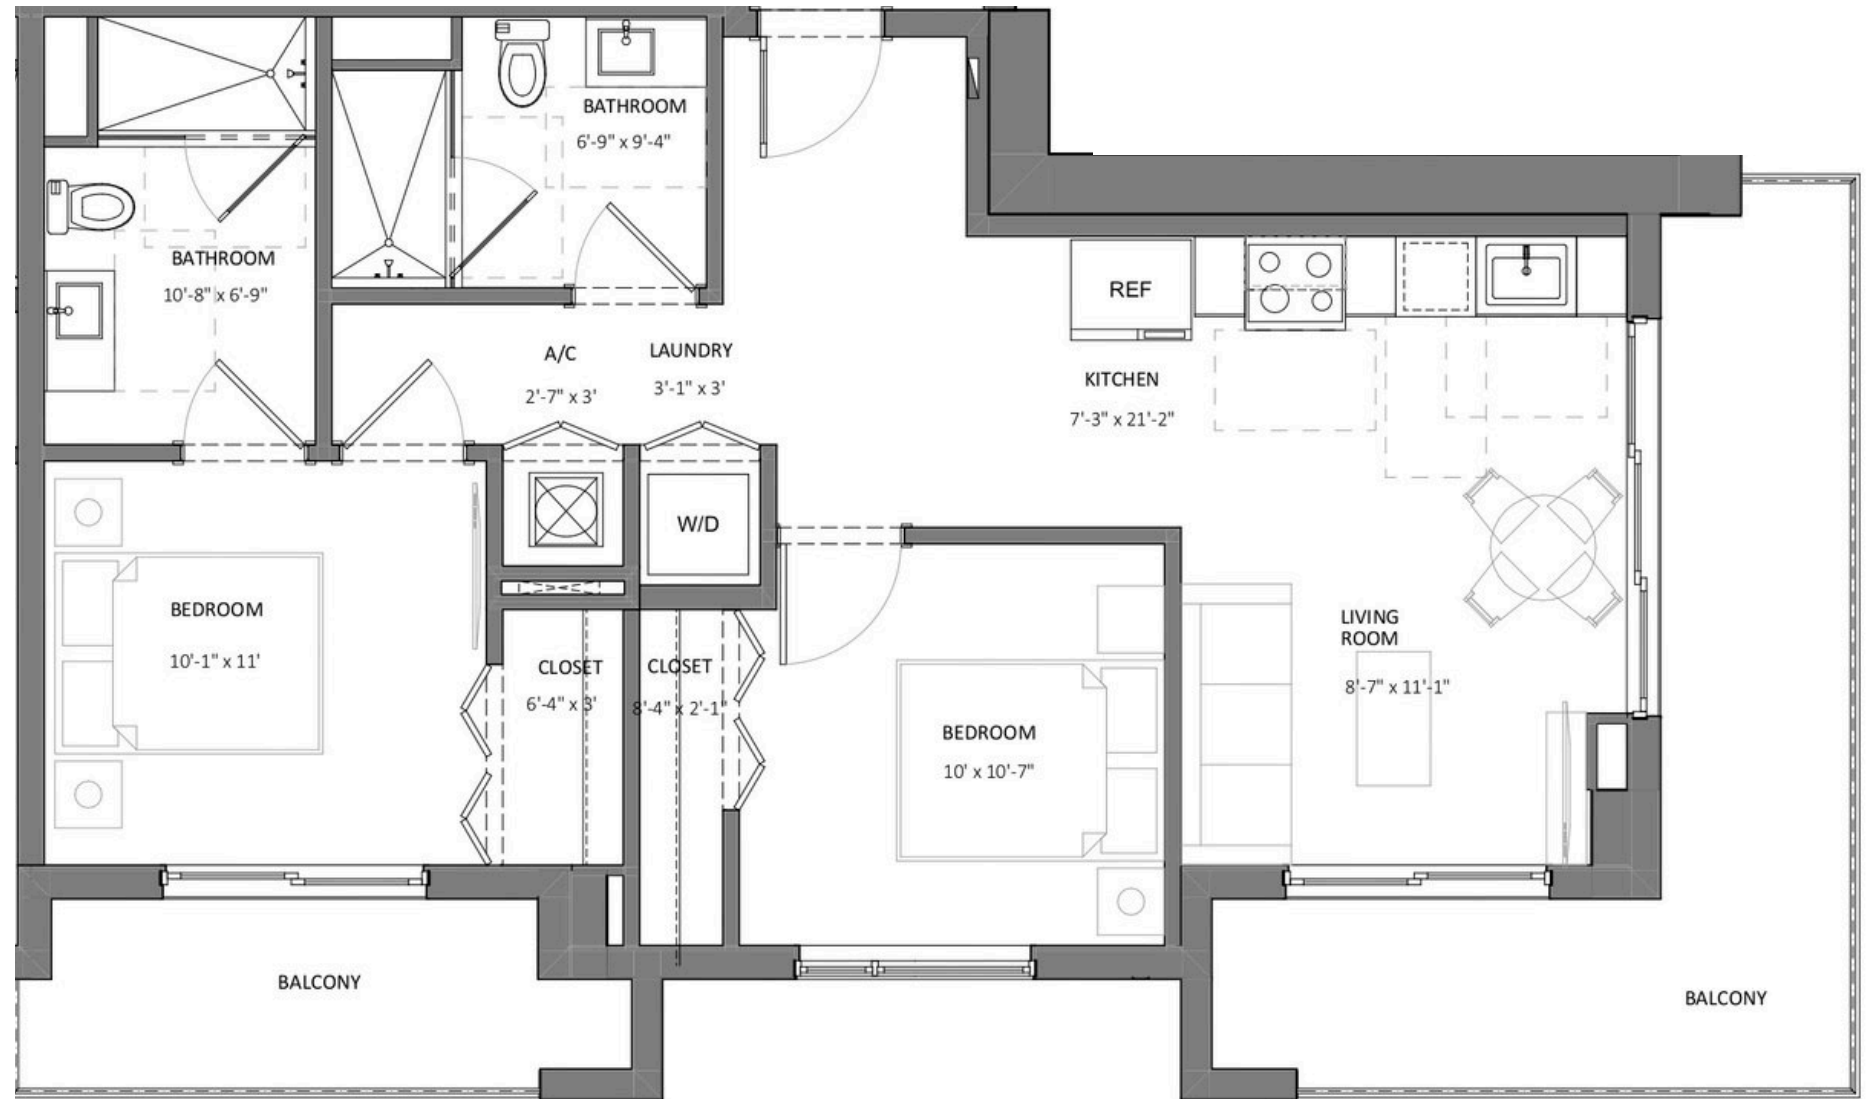 BATHROOM
6'-9" x 9'-4"
BATHROOM
10'-8" x 6'-9"
REF
A/C
2'-7" x 3'
LAUNDRY
3'-1" x 3'
KITCHEN
7'-3" x 21'-2"
W/D
BEDROOM
10'-1" x 11'
CLOSET
6'-4" x 3'
CLOSET
8'-4" x 2'-1"
LIVING
ROOM
8'-7" x 11'-1"
BEDROOM
10' x 10'-7"
BALCONY
BALCONY